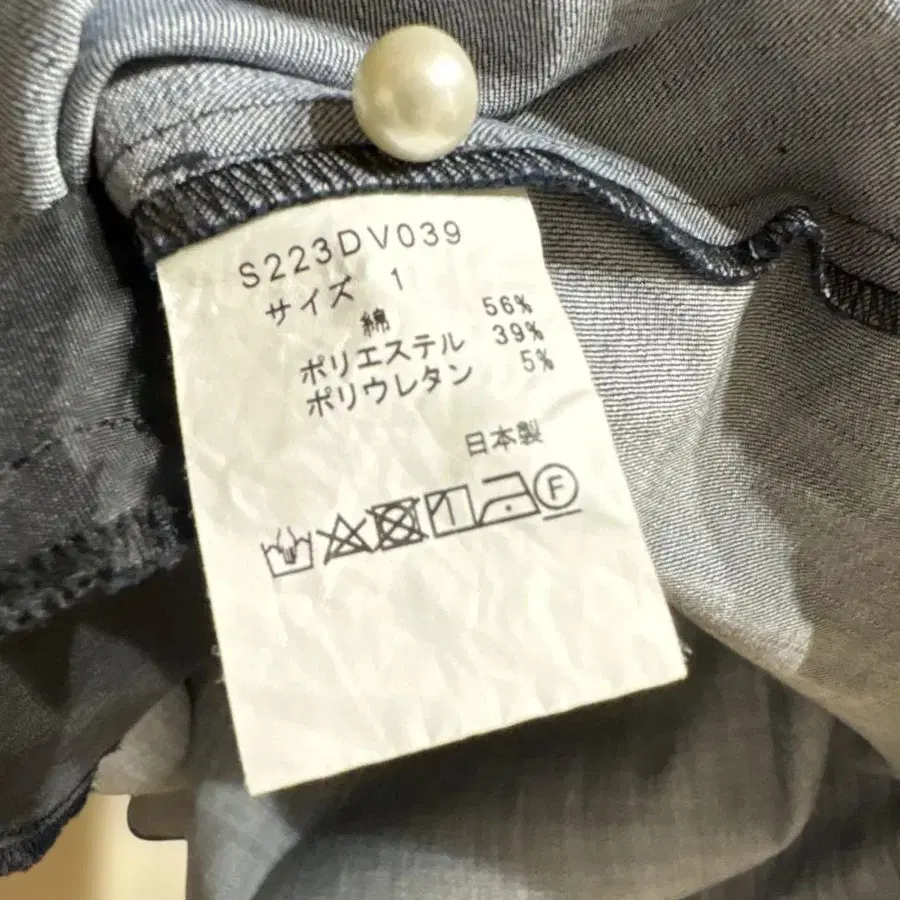 S223DV039
サイズ 1
綿 56%
ポリエステル 39%
ポリウレタン 5%
日本製
F